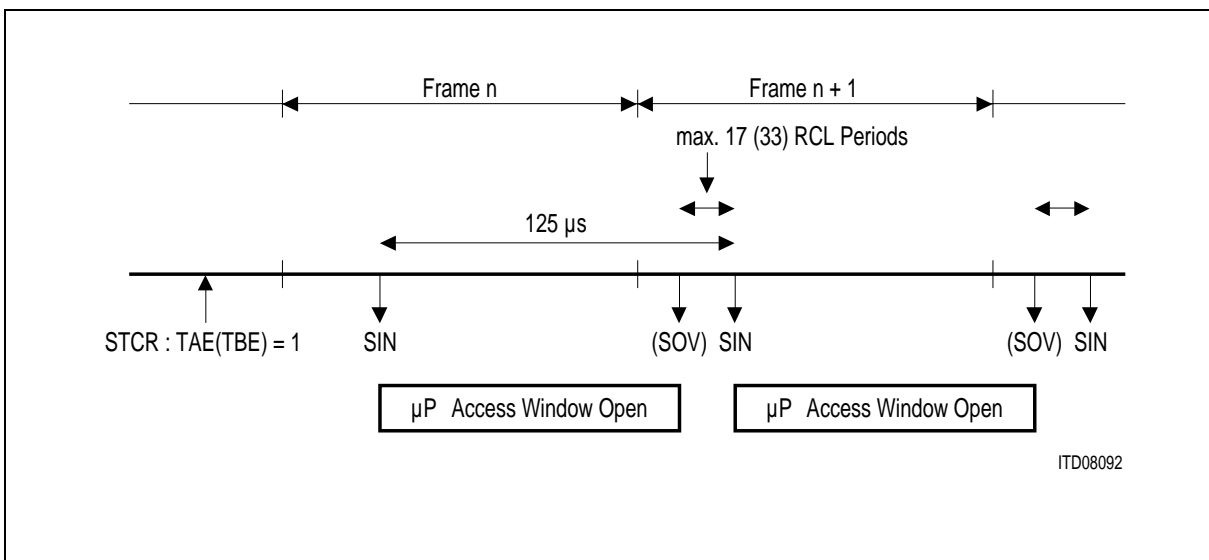 Frame n
Frame n + 1
max. 17 (33) RCL Periods
125 µs
STCR : TAE(TBE) = 1
SIN
(SOV)
SIN
(SOV)
SIN
µP Access Window Open
µP Access Window Open
ITD08092